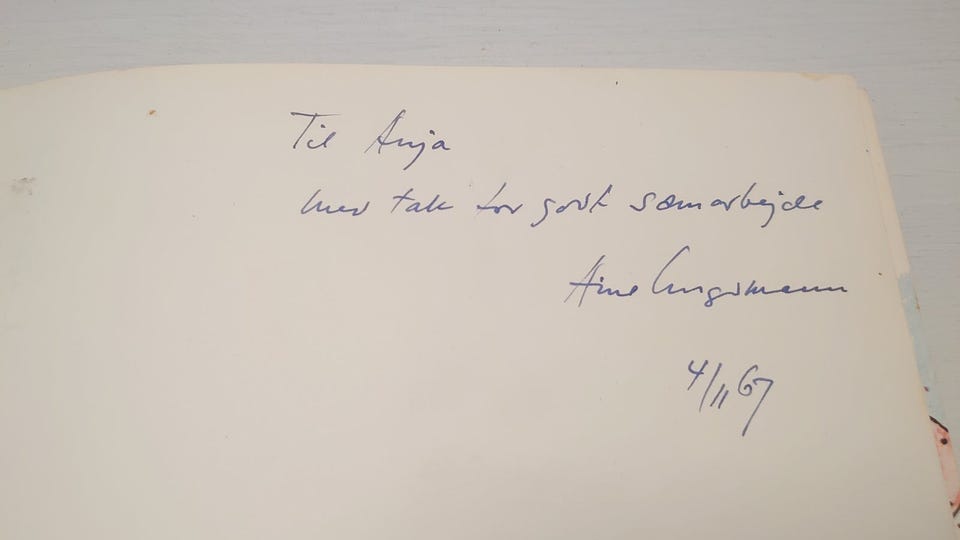 Til Anja
med tak for godt samarbejde
Arne Ungermann
4/11 67